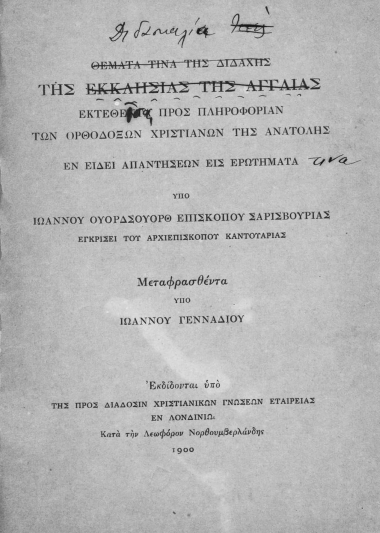 Διδασκαλία
ΘΕΜΑΤΑ ΤΙΝΑ ΤΗΣ ΔΙΔΑΧΗΣ
ΤΗΣ ΕΚΚΛΗΣΙΑΣ ΤΗΣ ΑΓΓΛΙΑΣ
ΠΡΟΣ ΠΛΗΡΟΦΟΡΙΑΝ
ΤΩΝ ΟΡΘΟΔΟΞΩΝ ΧΡΙΣΤΙΑΝΩΝ ΤΗΣ ΑΝΑΤΟΛΗΣ
ΕΝ ΕΙΔΕΙ ΑΠΑΝΤΗΣΕΩΝ ΕΙΣ ΕΡΩΤΗΜΑΤΑ τινα
ΥΠΟ
ΙΩΑΝΝΟΥ ΟΥΟΡΔΣΟΥΟΡΘ ΕΠΙΣΚΟΠΟΥ ΣΑΡΙΣΒΟΥΡΙΑΣ
ΕΓΚΡΙΣΕΙ ΤΟΥ ΑΡΧΙΕΠΙΣΚΟΠΟΥ ΚΑΝΤΟΥΑΡΙΑΣ
Μεταφρασθέντα
ΥΠΟ
ΙΩΑΝΝΟΥ ΓΕΝΝΑΔΙΟΥ
Ἐκδίδονται ὑπὸ
ΤΗΣ ΠΡΟΣ ΔΙΑΔΟΣΙΝ ΧΡΙΣΤΙΑΝΙΚΩΝ ΓΝΩΣΕΩΝ ΕΤΑΙΡΕΙΑΣ
ΕΝ ΛΟΝΔΙΝΩι
Κατὰ τὴν Λεωφόρον Νορθουμβερλάνδης
1900